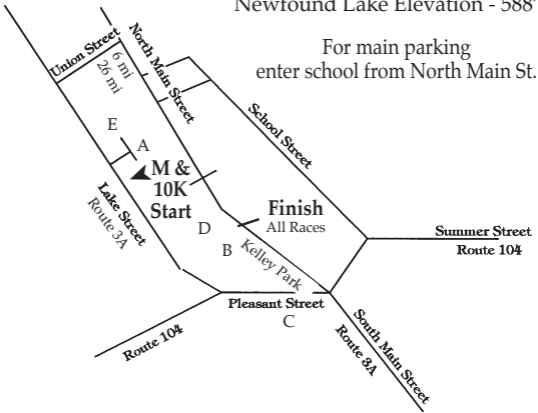 Newfound Lake Elevation - 588'
For main parking
enter school from North Main St.
Union Street
North Main Street
6 mi
26 mi
School Street
E
A
M &
10K
Start
Lake Street
Route 3A
D
B
Finish
All Races
Kelley Park
Summer Street
Route 104
Pleasant Street
C
Route 104
South Main Street
Route 3A